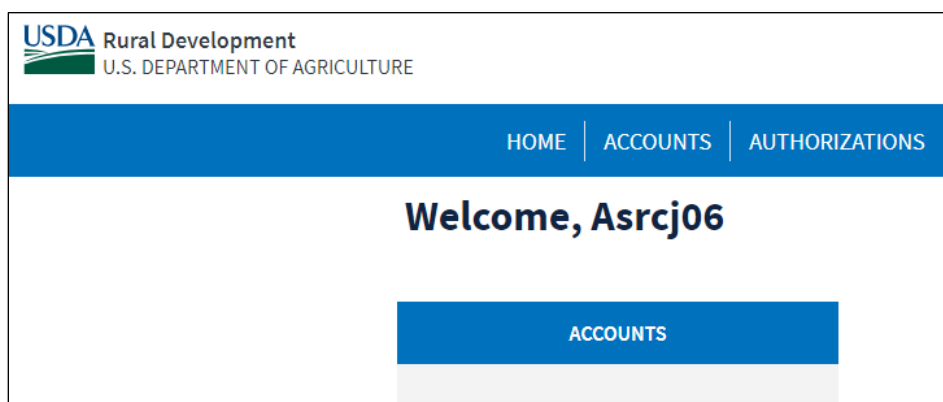 USDA Rural Development
U.S. DEPARTMENT OF AGRICULTURE
HOME ACCOUNTS AUTHORIZATIONS
Welcome, Asrcj06
ACCOUNTS